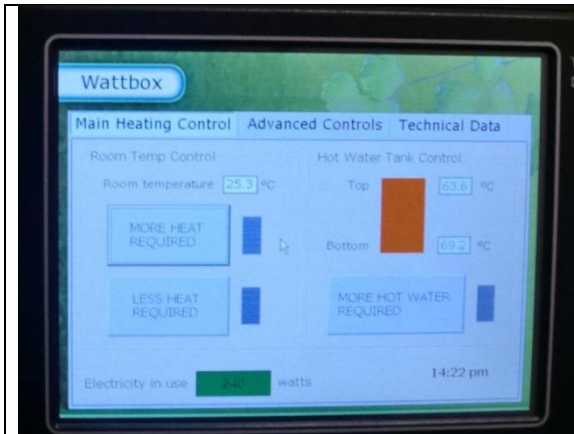 Wattbox
Main Heating Control Advanced Controls Technical Data
Room Temp Control
Room temperature 25.3 °C
MORE HEAT
REQUIRED
LESS HEAT
REQUIRED
Hot Water Tank Control
Top 63.6 °C
Bottom 69.2 °C
MORE HOT WATER
REQUIRED
Electricity in use 240 watts
14:22 pm